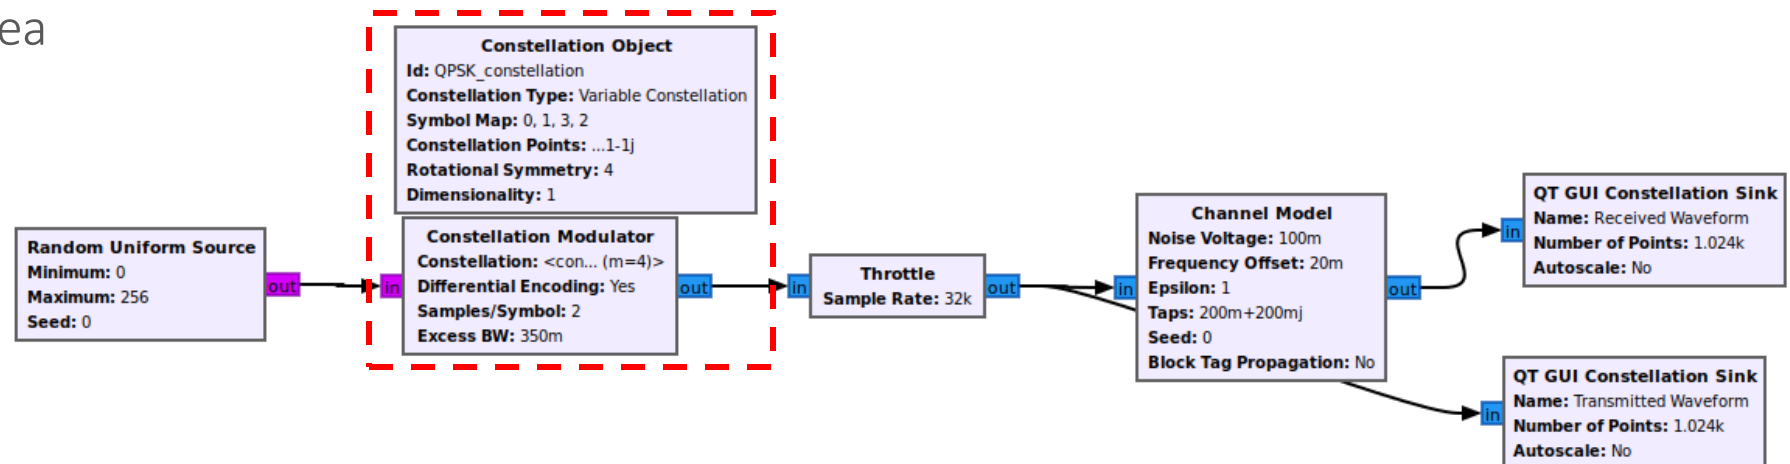 ea
Constellation Object
Id: QPSK_constellation
Constellation Type: Variable Constellation
Symbol Map: 0, 1, 3, 2
Constellation Points: ...1-1j
Rotational Symmetry: 4
Dimensionality: 1
Random Uniform Source
Minimum: 0
Maximum: 256
Seed: 0
out
in
Constellation Modulator
Constellation: <con... (m=4)>
Differential Encoding: Yes
Samples/Symbol: 2
Excess BW: 350m
out
in
Throttle
Sample Rate: 32k
out
in
Channel Model
Noise Voltage: 100m
Frequency Offset: 20m
Epsilon: 1
Taps: 200m+200mj
Seed: 0
Block Tag Propagation: No
out
in
QT GUI Constellation Sink
Name: Received Waveform
Number of Points: 1.024k
Autoscale: No
in
QT GUI Constellation Sink
Name: Transmitted Waveform
Number of Points: 1.024k
Autoscale: No